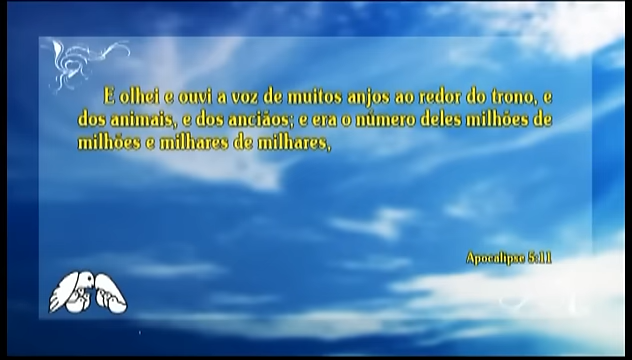 E olhei e ouvi a voz de muitos anjos ao redor do trono, e
dos animais, e dos anciãos; e era o número deles milhões de
milhões e milhares de milhares,
Apocalipse 5:11